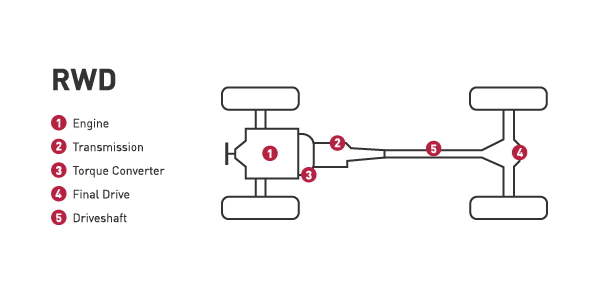 RWD
1 Engine
2 Transmission
3 Torque Converter
4 Final Drive
5 Driveshaft
1
2
3
5
4